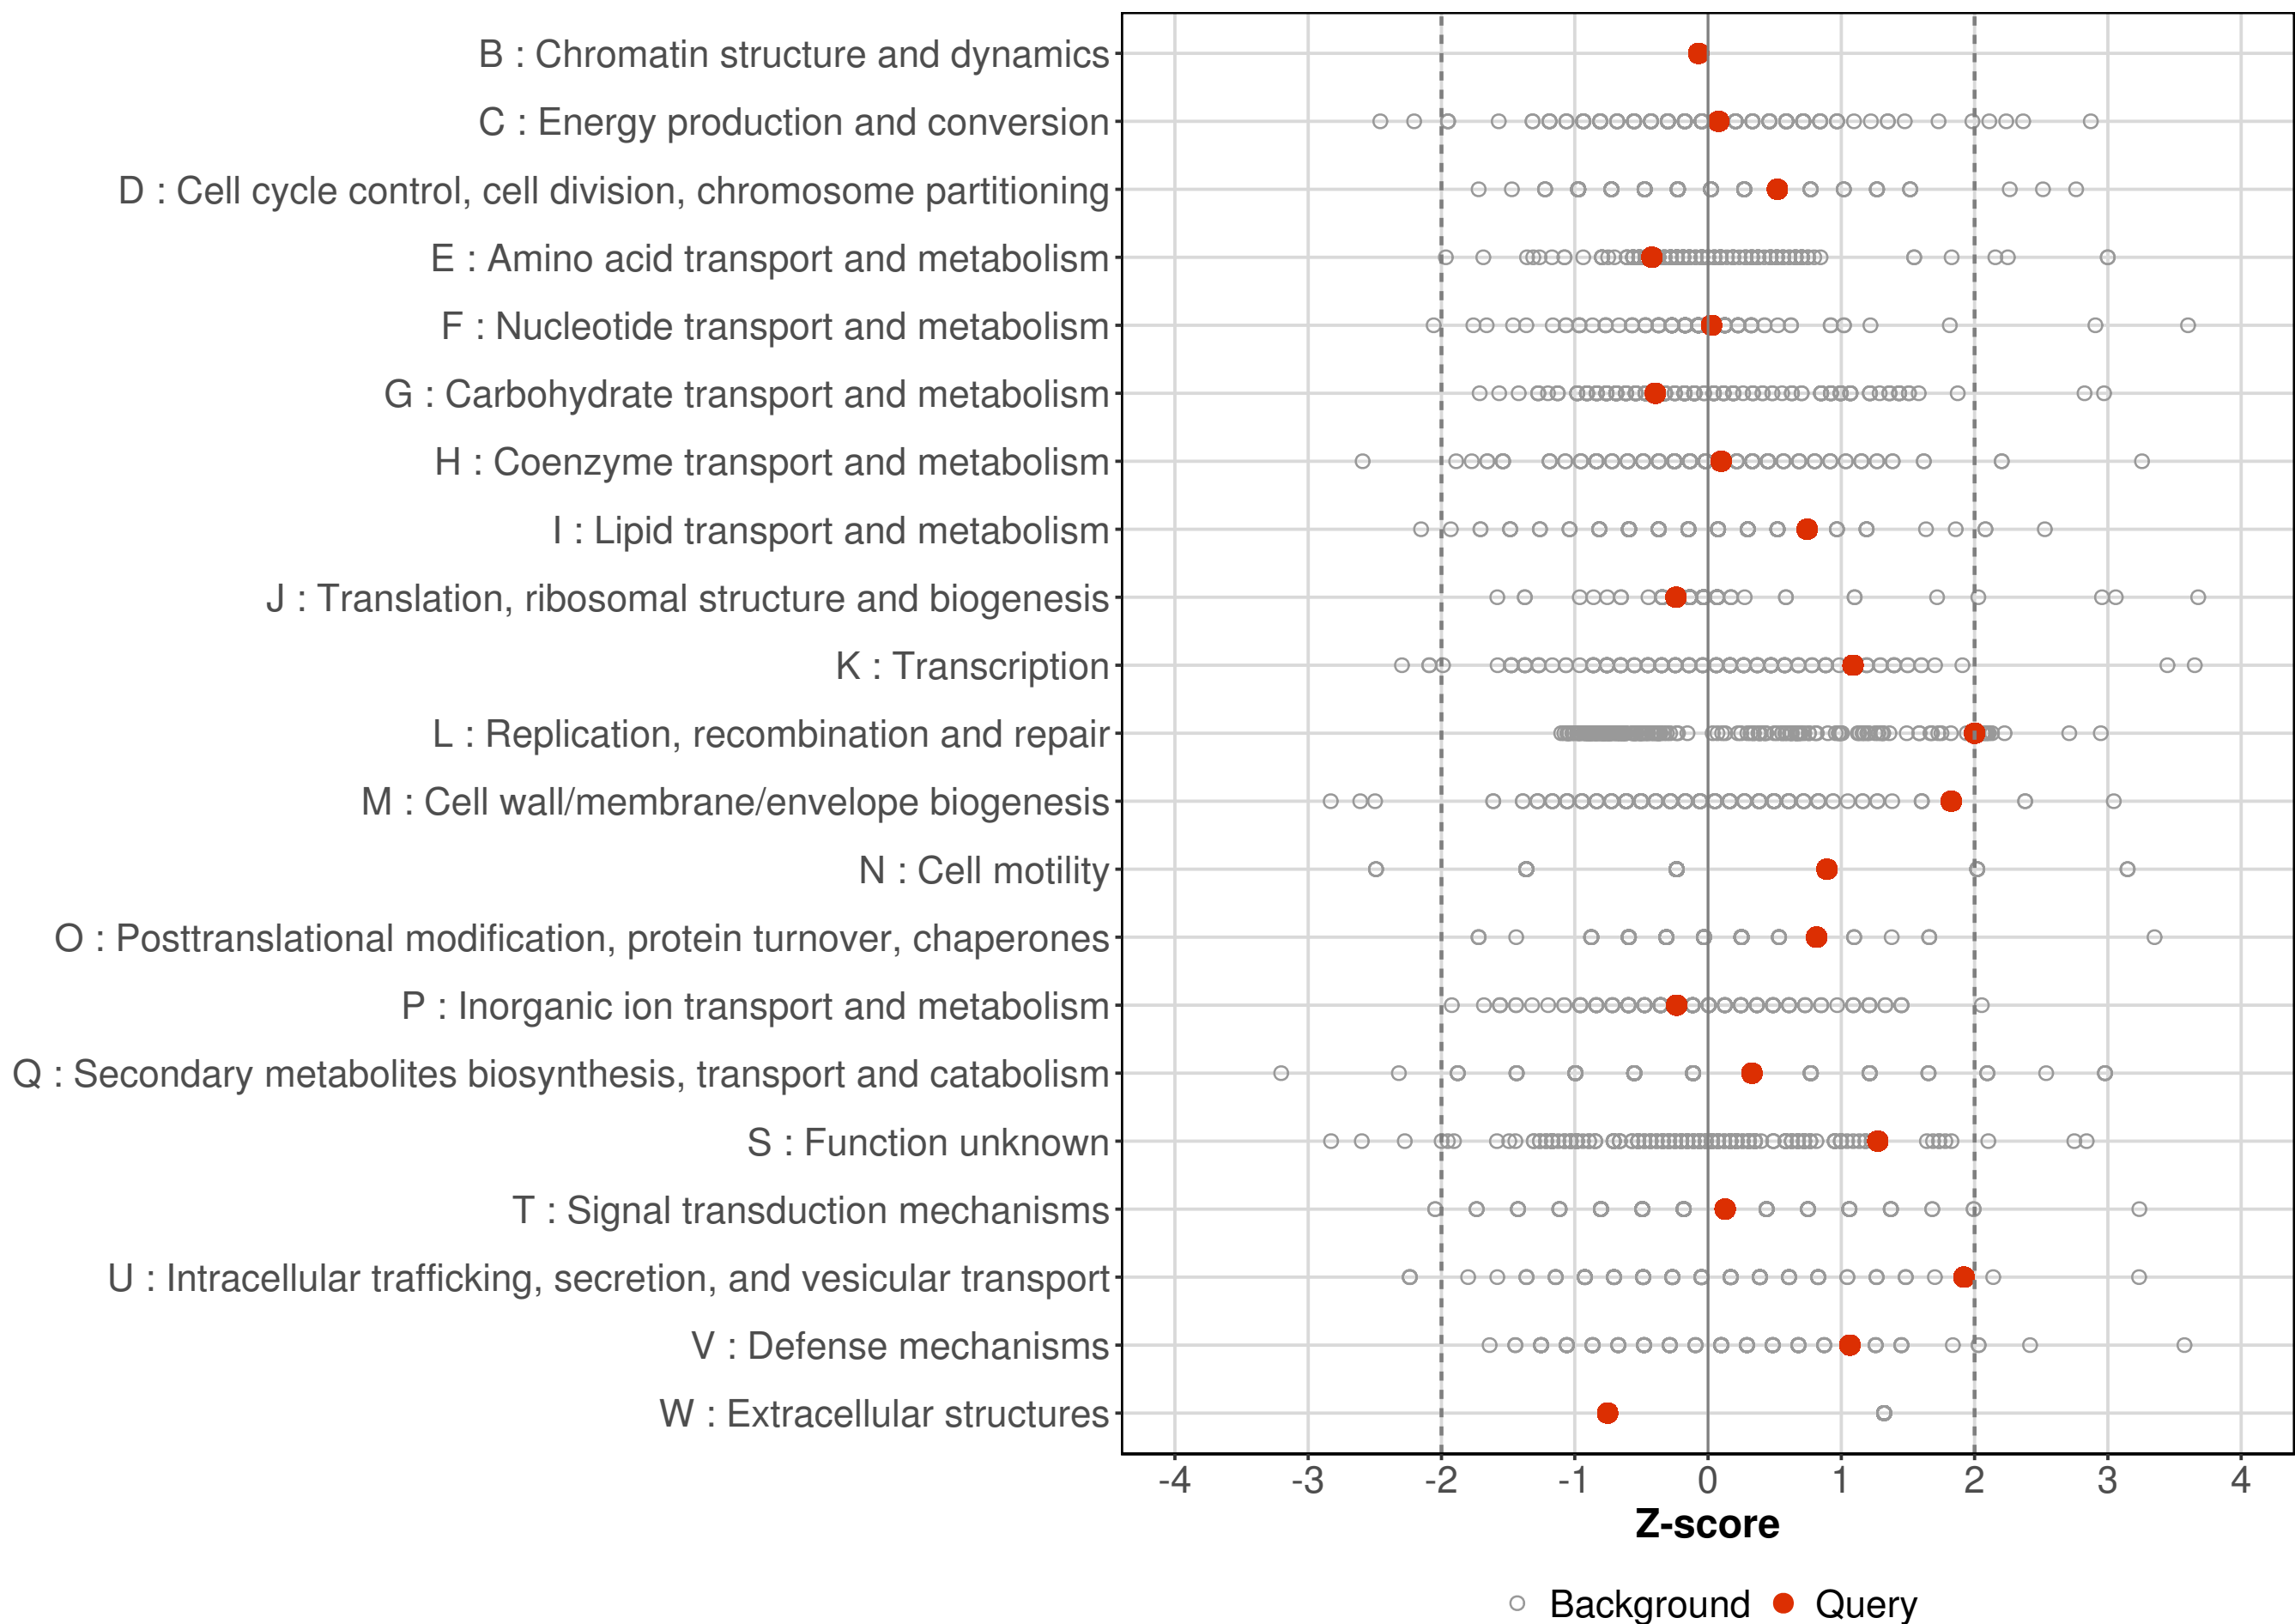 B : Chromatin structure and dynamics
C : Energy production and conversion
D : Cell cycle control, cell division, chromosome partitioning
E : Amino acid transport and metabolism
F : Nucleotide transport and metabolism
G : Carbohydrate transport and metabolism
H : Coenzyme transport and metabolism
I : Lipid transport and metabolism
J : Translation, ribosomal structure and biogenesis
K : Transcription
L : Replication, recombination and repair
M : Cell wall/membrane/envelope biogenesis
N : Cell motility
O : Posttranslational modification, protein turnover, chaperones
P : Inorganic ion transport and metabolism
Q : Secondary metabolites biosynthesis, transport and catabolism
S : Function unknown
T : Signal transduction mechanisms
U : Intracellular trafficking, secretion, and vesicular transport
V : Defense mechanisms
W : Extracellular structures
-4 -3 -2 -1 0 1 2 3 4
Z-score
Background Query